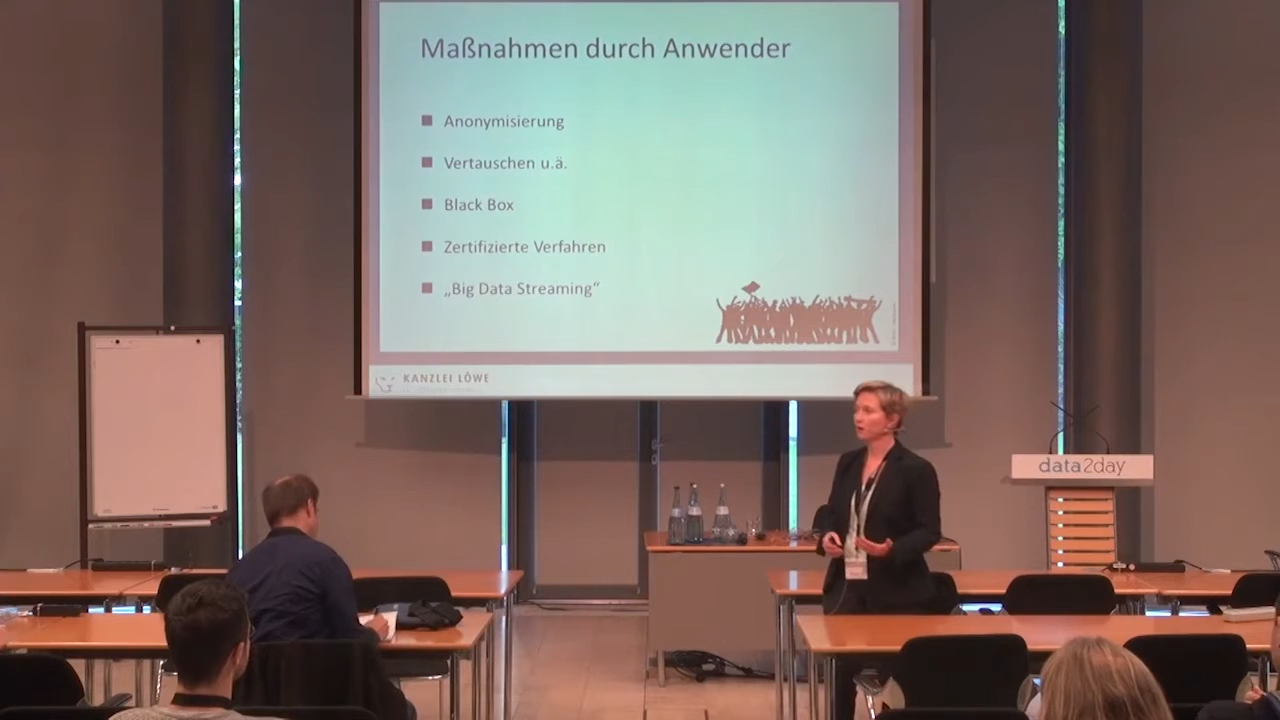 Maßnahmen durch Anwender
Anonymisierung
Vertauschen u.ä.
Black Box
Zertifizierte Verfahren
„Big Data Streaming“
KANZLEI LÖWE
data2day